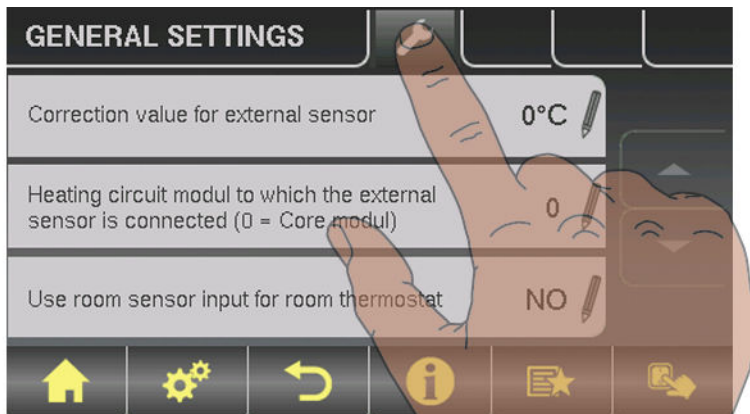 GENERAL SETTINGS
Correction value for external sensor
0°C
Heating circuit modul to which the external
sensor is connected (0 = Core modul)
0
Use room sensor input for room thermostat
NO